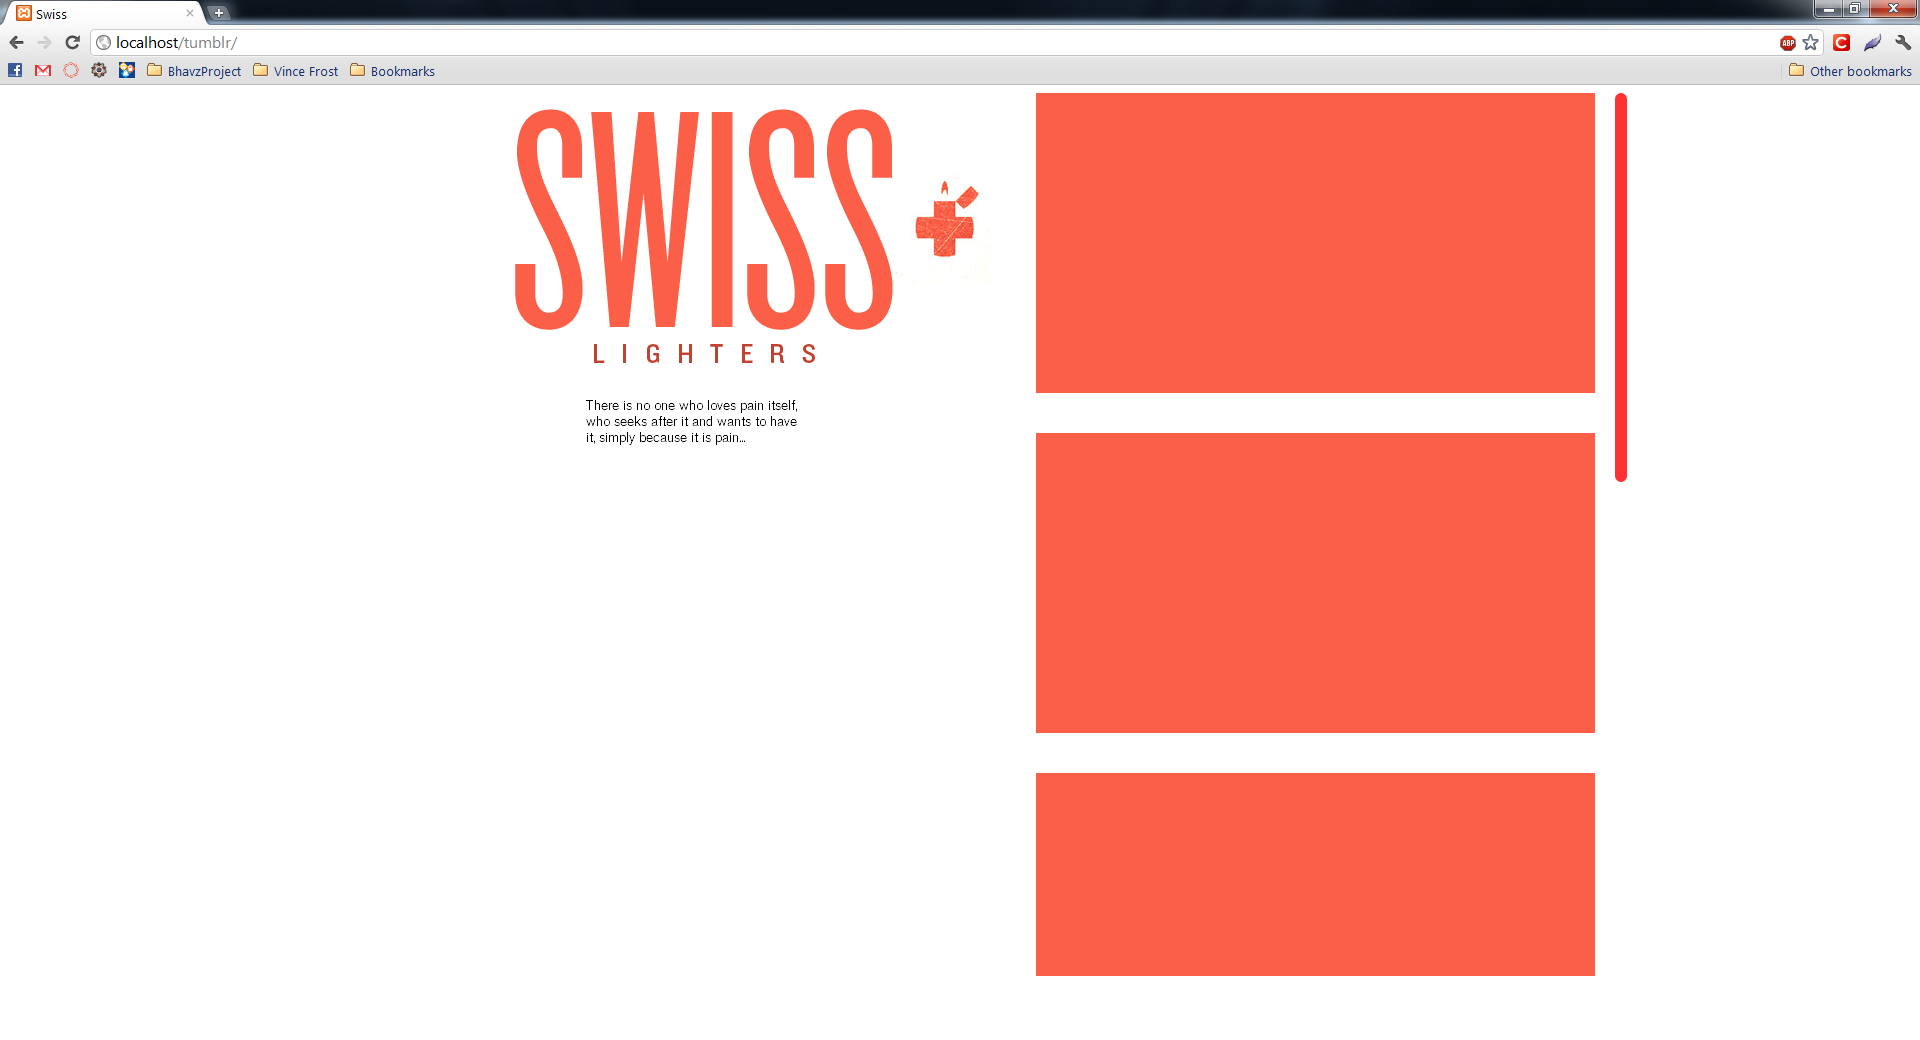 Swiss
localhost/tumblr/
ABP
C
BhavzProject
Vince Frost
Bookmarks
Other bookmarks
SWISS
LIGHTERS
There is no one who loves pain itself,
who seeks after it and wants to have
it, simply because it is pain...